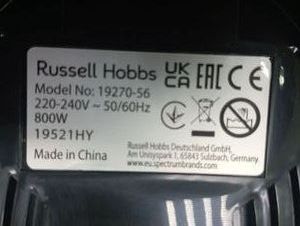 Russell Hobbs UK CA EAC CE
Model No: 19270-56
220-240V ~ 50/60Hz
800W
19521HY
Made in China
Russell Hobbs Deutschland GmbH,
Am Unisyspark 1, 65843 Sulzbach, Germany
www.eu.spectrumbrands.com